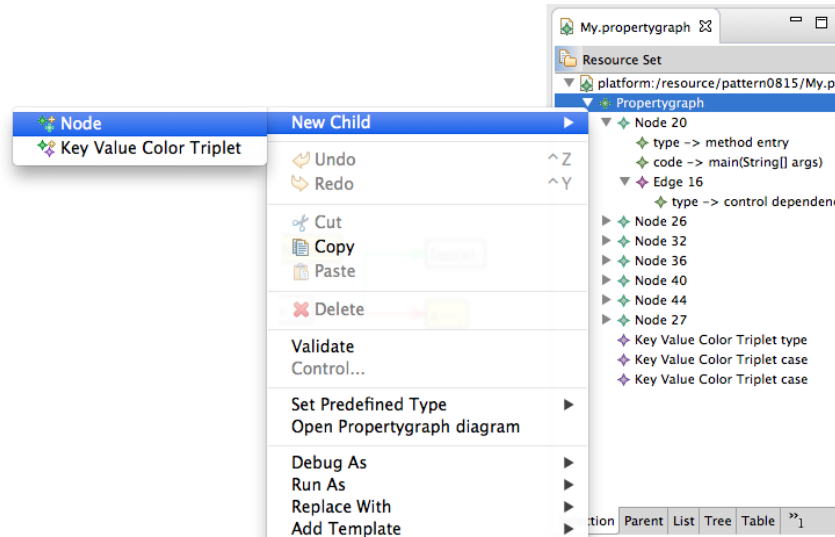 My.propertygraph
Resource Set
platform:/resource/pattern0815/My.p
Propertygraph
Node 20
type -> method entry
code -> main(String[] args)
Edge 16
type -> control dependenc
Node 26
Node 32
Node 36
Node 40
Node 44
Node 27
Key Value Color Triplet type
Key Value Color Triplet case
Key Value Color Triplet case
Node
Key Value Color Triplet
New Child
Undo ^Z
Redo ^Y
Cut
Copy
Paste
Delete
Validate
Control...
Set Predefined Type
Open Propertygraph diagram
Debug As
Run As
Replace With
Add Template
ction Parent List Tree Table »1